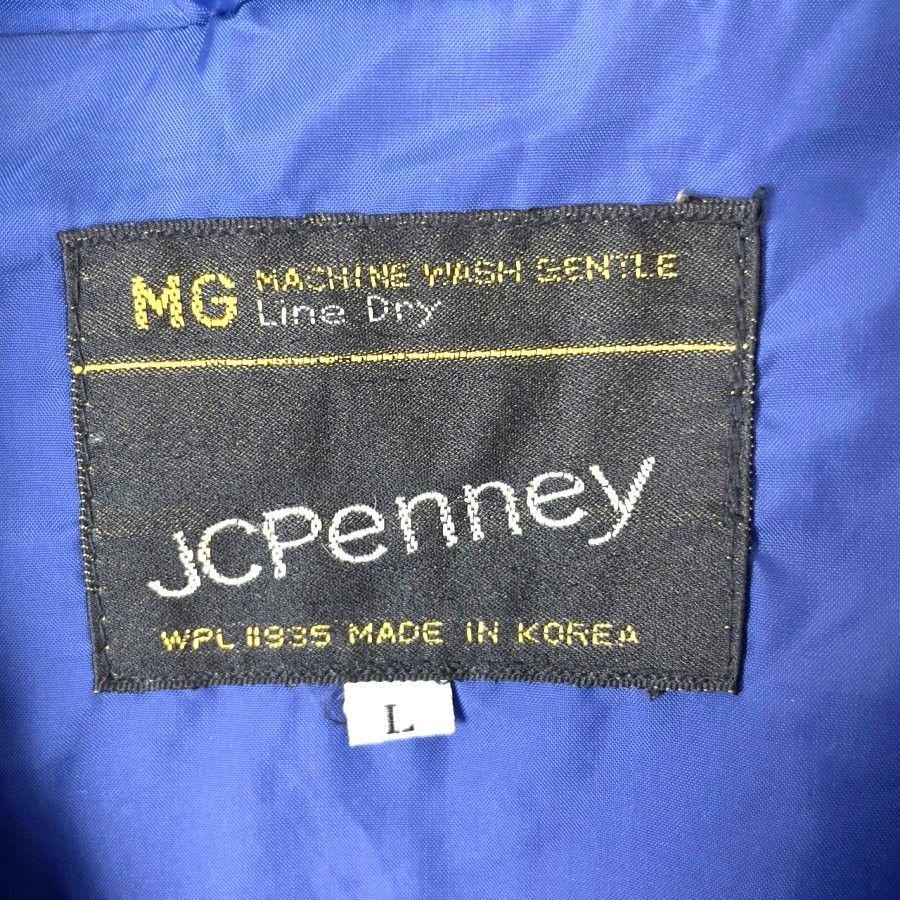 MG MACHINE WASH GENTLE
Line Dry
JCPenney
WPL 11935 MADE IN KOREA
L